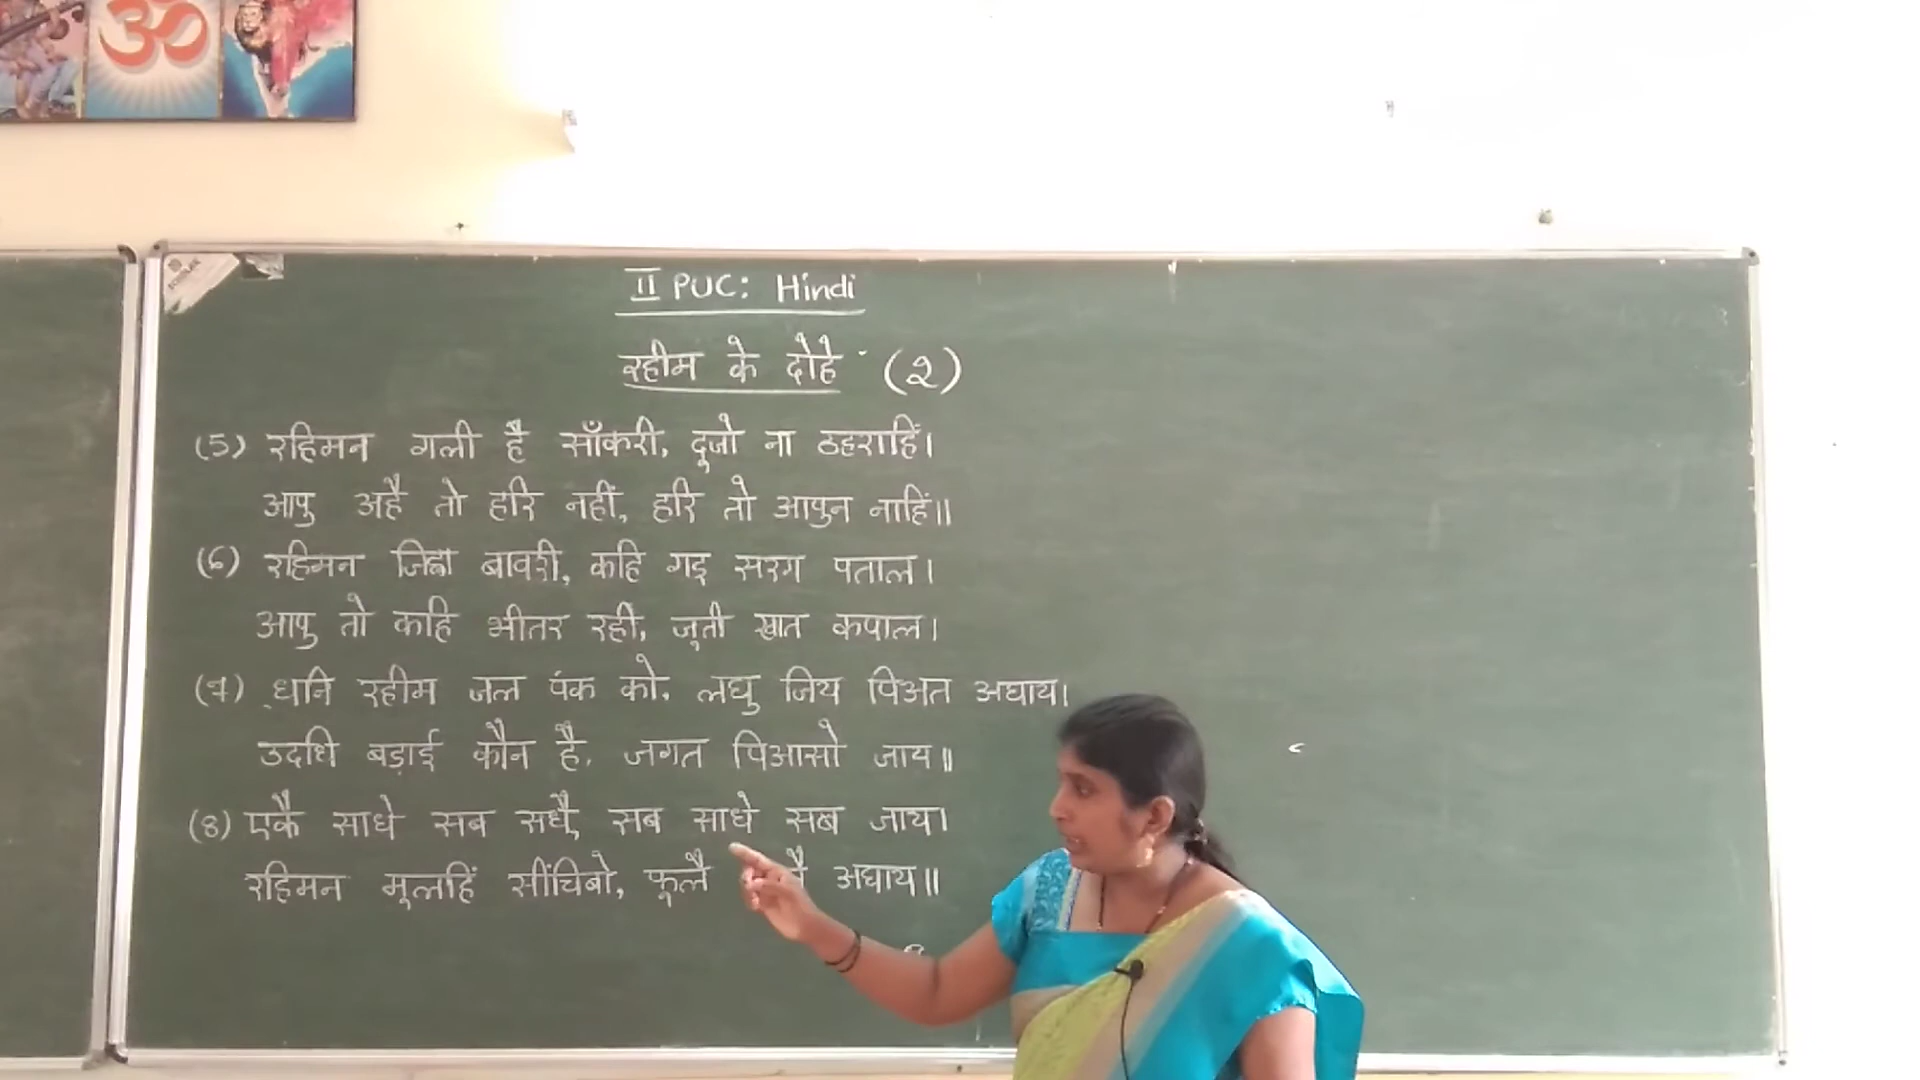 ॐ
II PUC: Hindi
रहीम के दोहे (२)
(5) रहिमन गली है साँकरी, दूजो ना ठहराहिं।
आपु अहै तो हरि नहीं, हरि तो आपुन नाहिं॥
(6) रहिमन जिह्वा बावरी, कहि गइ सरग पताल।
आपु तो कहि भीतर रही, जूती खात कपाल।
(7) धनि रहीम जल पंक को, लघु जिय पिअत अघाय।
उदधि बड़ाई कौन है, जगत पिआसो जाय॥
(8) एकै साधे सब सधै, सब साधे सब जाय।
रहिमन मूलहिं सींचिबो, फूलै अघाय॥